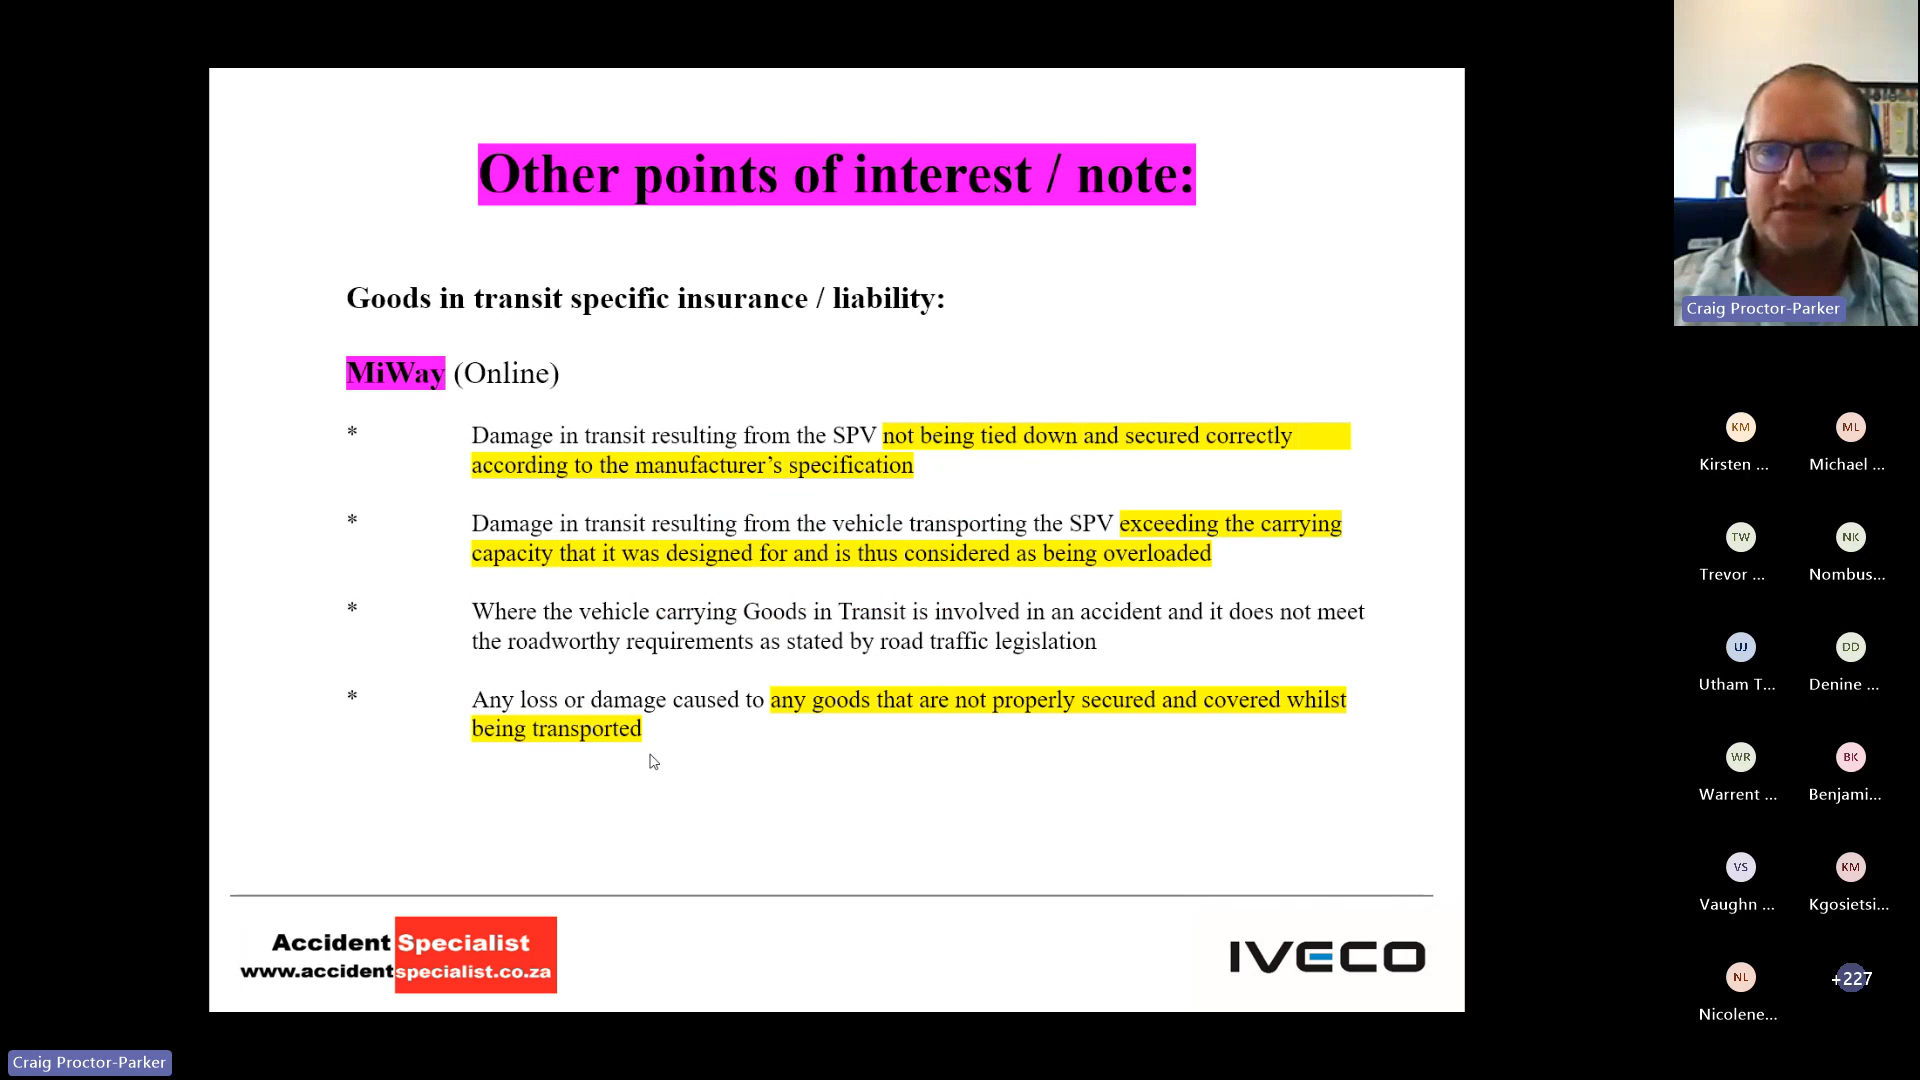 Other points of interest / note:
Goods in transit specific insurance / liability:
MiWay (Online)
* Damage in transit resulting from the SPV not being tied down and secured correctly
according to the manufacturer’s specification
* Damage in transit resulting from the vehicle transporting the SPV exceeding the carrying
capacity that it was designed for and is thus considered as being overloaded
* Where the vehicle carrying Goods in Transit is involved in an accident and it does not meet
the roadworthy requirements as stated by road traffic legislation
* Any loss or damage caused to any goods that are not properly secured and covered whilst
being transported
Accident Specialist
www.accidentspecialist.co.za
IVECO
Craig Proctor-Parker
Craig Proctor-Parker
KM ML
Kirsten ... Michael ...
TW NK
Trevor ... Nombus...
UJ DD
Utham T... Denine ...
WR BK
Warrent ... Benjami...
VS KM
Vaughn ... Kgosietsi...
NL +227
Nicolene...